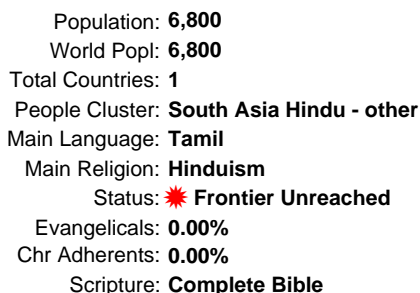 Population: 6,800
World Popl: 6,800
Total Countries: 1
People Cluster: South Asia Hindu - other
Main Language: Tamil
Main Religion: Hinduism
Status: Frontier Unreached
Evangelicals: 0.00%
Chr Adherents: 0.00%
Scripture: Complete Bible